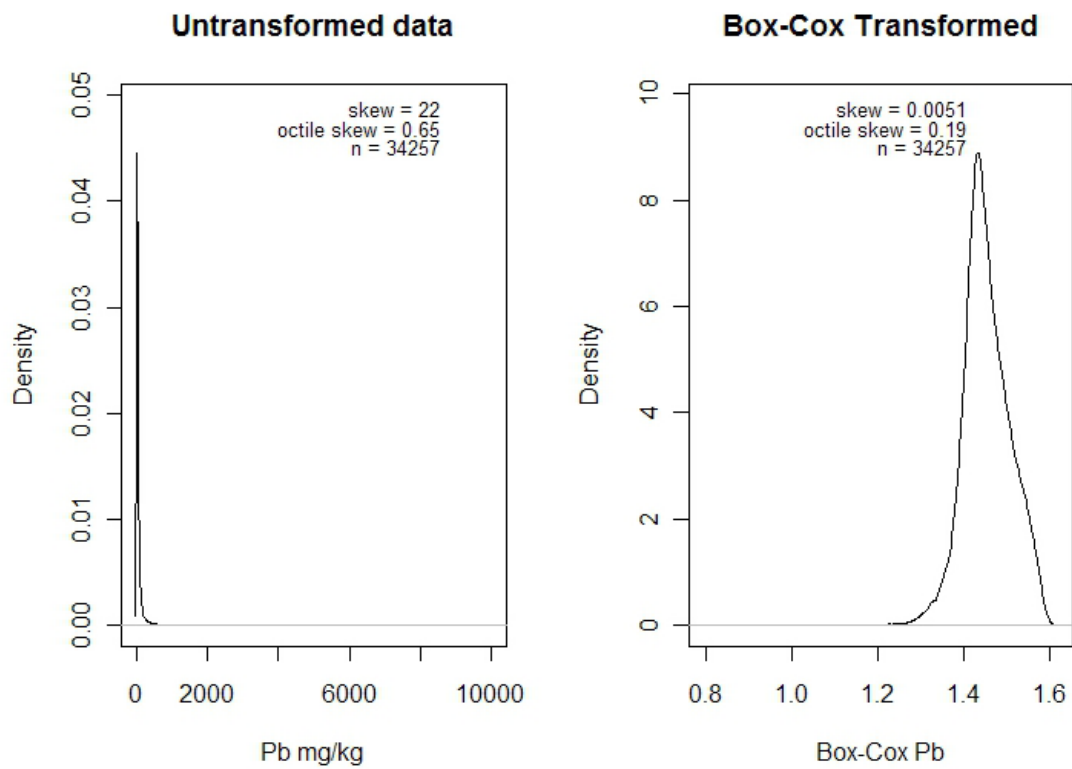 Untransformed data
skew = 22
octile skew = 0.65
n = 34257
0.05
0.04
0.03
0.02
0.01
0.00
Density
0 2000 6000 10000
Pb mg/kg
Box-Cox Transformed
skew = 0.0051
octile skew = 0.19
n = 34257
10
8
6
4
2
0
Density
0.8 1.0 1.2 1.4 1.6
Box-Cox Pb